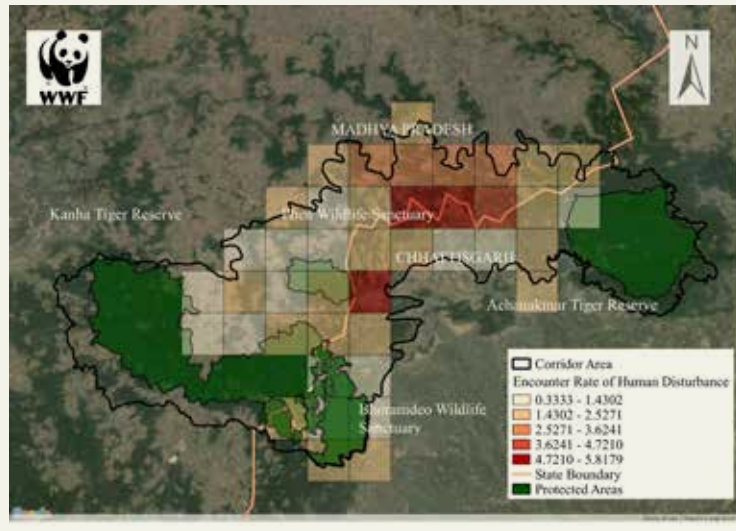 WWF
N
MADHYA PRADESH
Kanha Tiger Reserve
Phen Wildlife Sanctuary
CHHATTISGARH
Achanakmar Tiger Reserve
Bhoramdeo Wildlife
Sanctuary
Corridor Area
Encounter Rate of Human Disturbance
0.3333 - 1.4302
1.4302 - 2.5271
2.5271 - 3.6241
3.6241 - 4.7210
4.7210 - 5.8179
State Boundary
Protected Areas